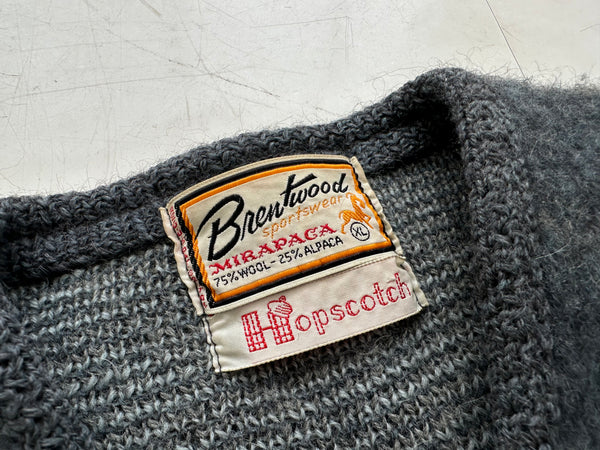 Brentwood
sportswear
MIRAPACA
75% WOOL - 25% ALPACA
XL
Hopscotch